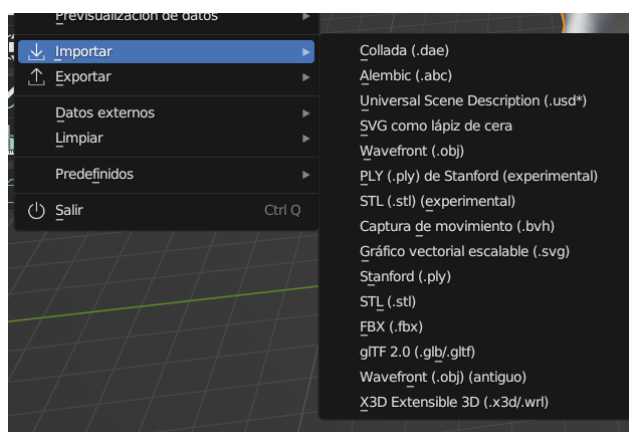 Previsualización de datos
Importar
Exportar
Datos externos
Limpiar
Predefinidos
Salir Ctrl Q
Collada (.dae)
Alembic (.abc)
Universal Scene Description (.usd*)
SVG como lápiz de cera
Wavefront (.obj)
PLY (.ply) de Stanford (experimental)
STL (.stl) (experimental)
Captura de movimiento (.bvh)
Gráfico vectorial escalable (.svg)
Stanford (.ply)
STL (.stl)
FBX (.fbx)
glTF 2.0 (.glb/.gltf)
Wavefront (.obj) (antiguo)
X3D Extensible 3D (.x3d/.wrl)